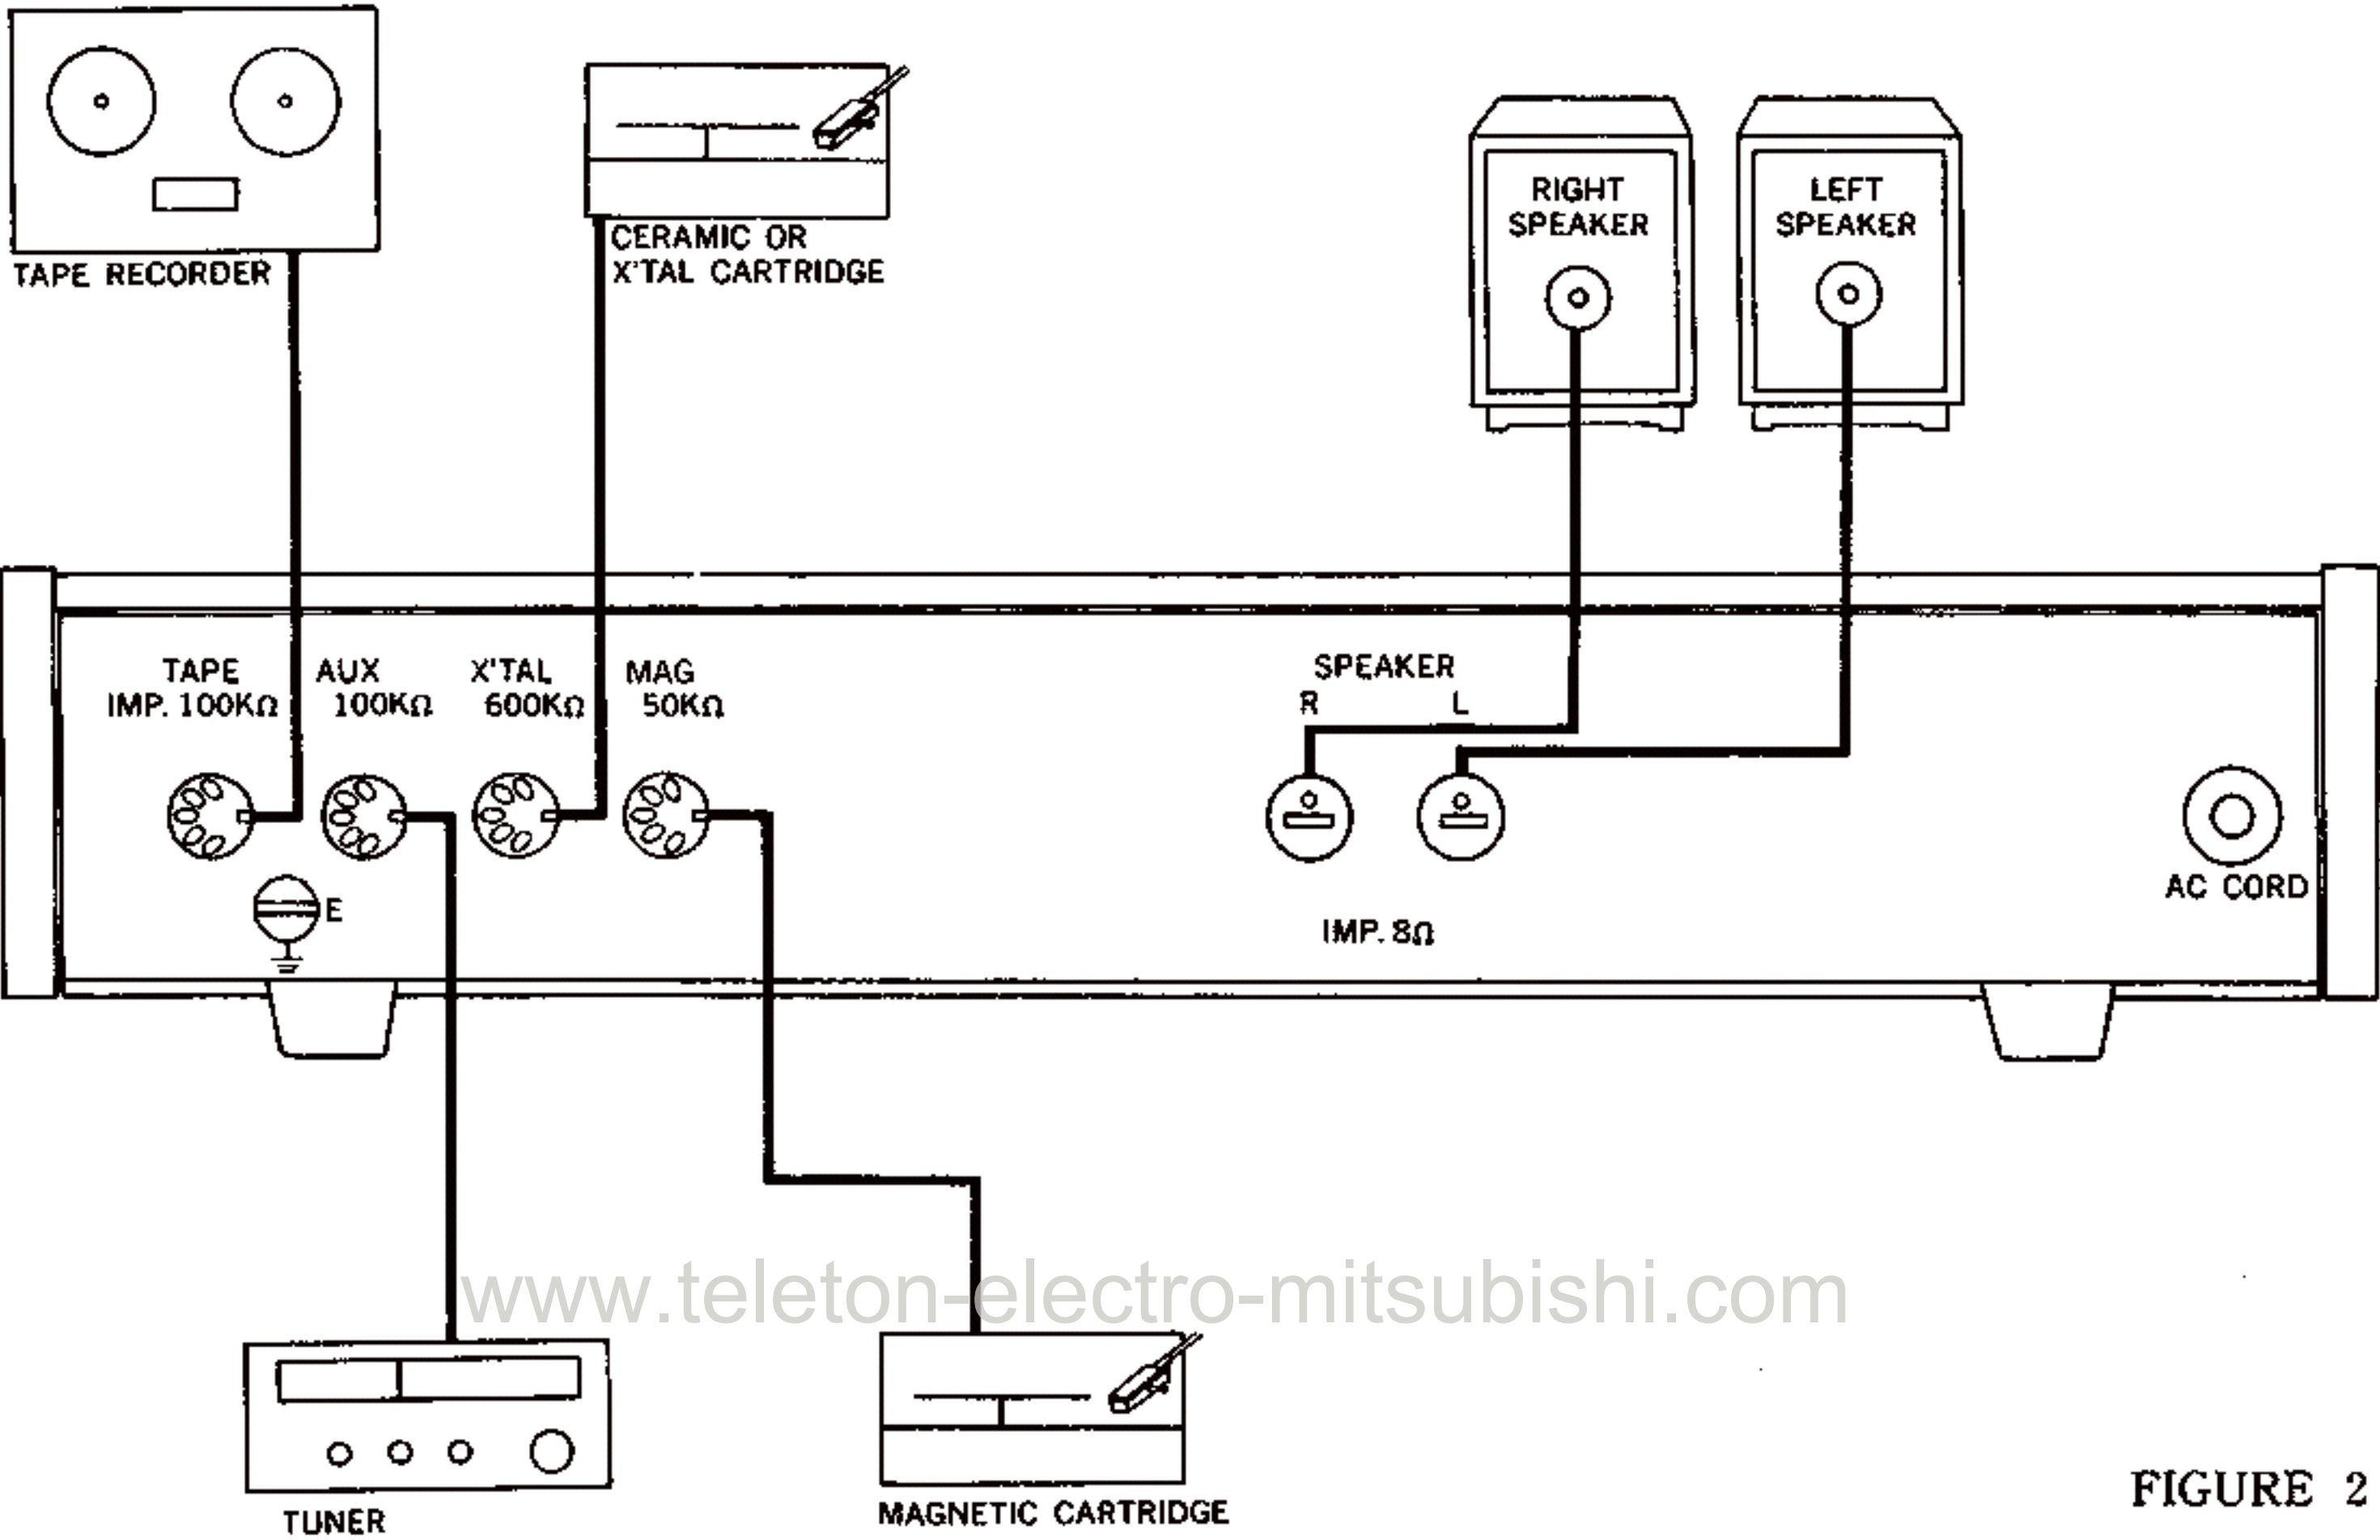 TAPE RECORDER
CERAMIC OR
X'TAL CARTRIDGE
RIGHT
SPEAKER
LEFT
SPEAKER
TAPE
IMP. 100KΩ
AUX
100KΩ
X'TAL
600KΩ
MAG
50KΩ
SPEAKER
R
L
E
IMP. 8Ω
AC CORD
www.teleton-electro-mitsubishi.com
TUNER
MAGNETIC CARTRIDGE
FIGURE 2